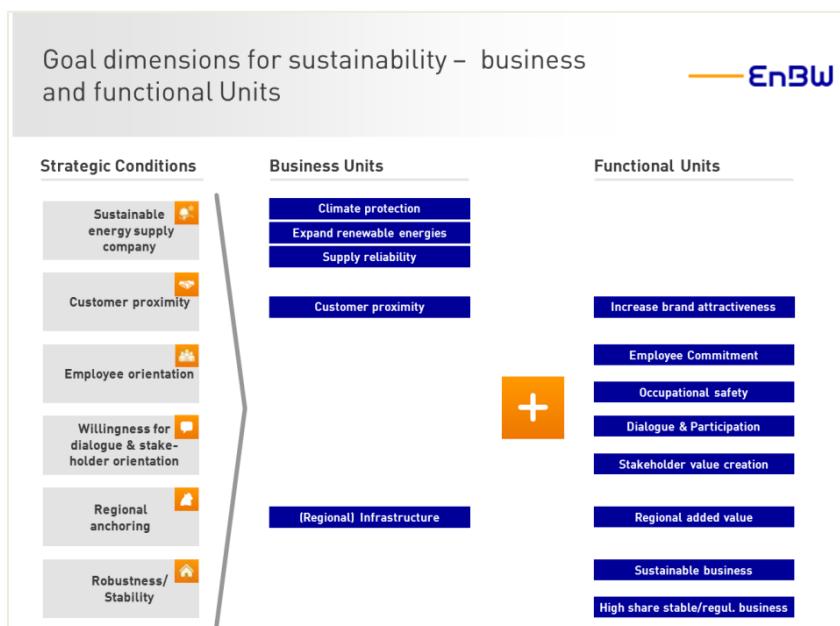 Goal dimensions for sustainability – business
and functional Units
EnBW
Strategic Conditions
Business Units
Functional Units
Sustainable
energy supply
company
Climate protection
Expand renewable energies
Supply reliability
Customer proximity
Customer proximity
Increase brand attractiveness
Employee orientation
Employee Commitment
Occupational safety
Willingness for
dialogue & stake-
holder orientation
Dialogue & Participation
Stakeholder value creation
Regional
anchoring
(Regional) Infrastructure
Regional added value
Robustness/
Stability
Sustainable business
High share stable/regul. business